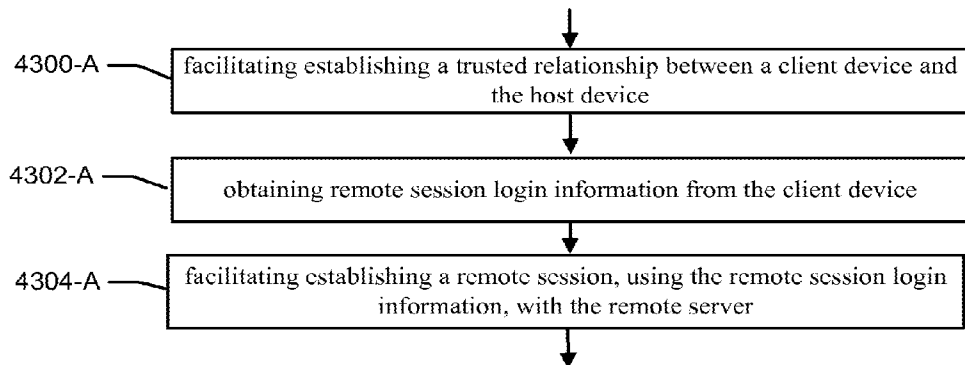 4300-A
facilitating establishing a trusted relationship between a client device and
the host device
4302-A
obtaining remote session login information from the client device
4304-A
facilitating establishing a remote session, using the remote session login
information, with the remote server